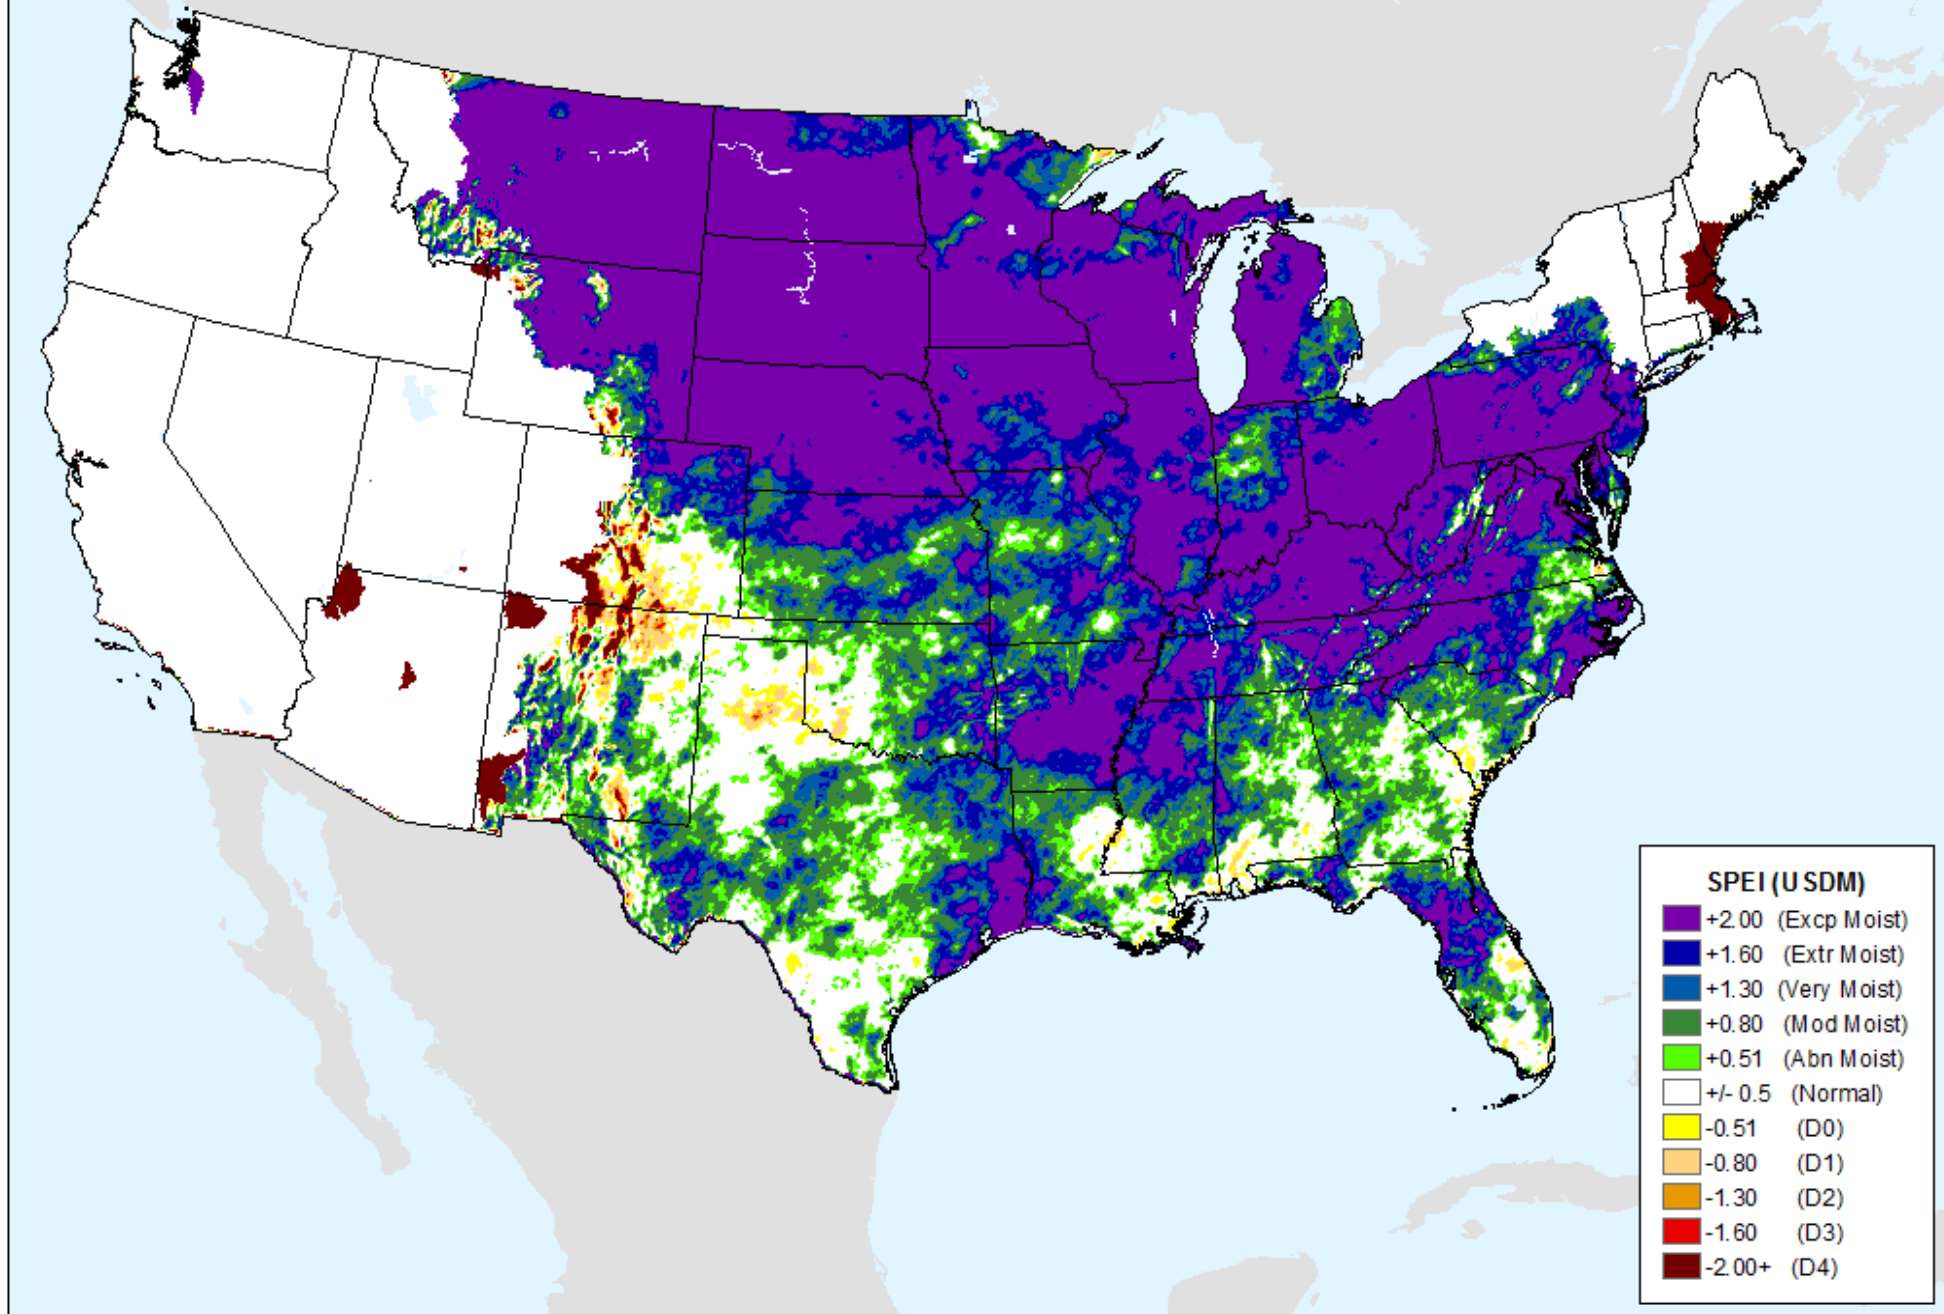 SPEI (USDM)
+2.00 (Excp Moist)
+1.60 (Extr Moist)
+1.30 (Very Moist)
+0.80 (Mod Moist)
+0.51 (Abn Moist)
+/- 0.5 (Normal)
-0.51 (D0)
-0.80 (D1)
-1.30 (D2)
-1.60 (D3)
-2.00+ (D4)